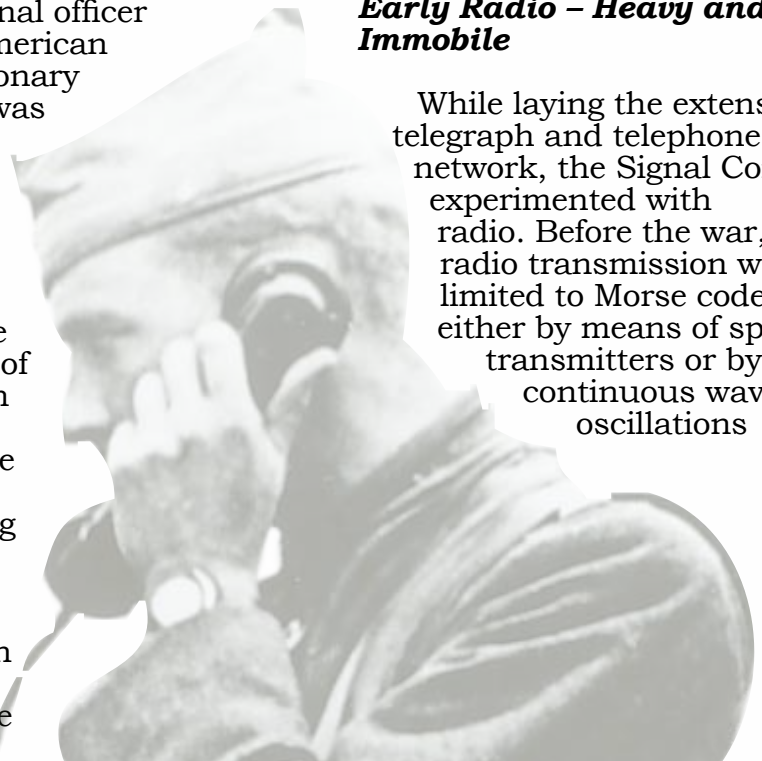 nal officer
nerican
onary
was
e
of
n
e
g
n
e
Early Radio – Heavy and
Immobile
While laying the extens
telegraph and telephone
network, the Signal Co
experimented with
radio. Before the war,
radio transmission w
limited to Morse code
either by means of sp
transmitters or by
continuous wav
oscillations